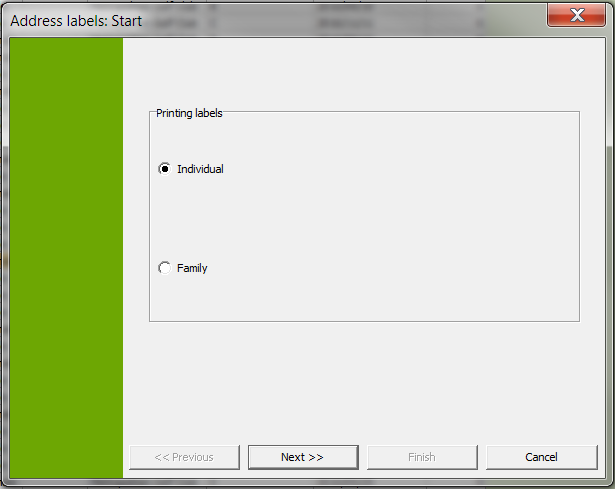 Address labels: Start
Printing labels
Individual
Family
<< Previous
Next >>
Finish
Cancel